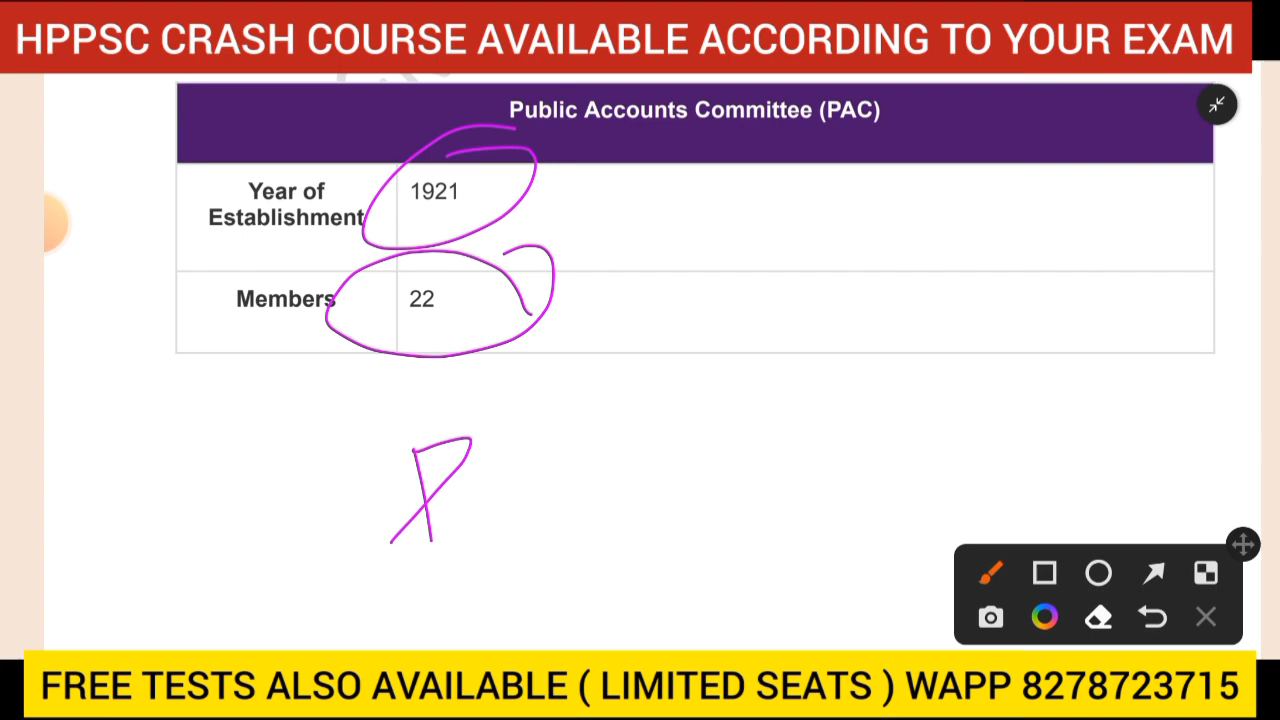 HPPSC CRASH COURSE AVAILABLE ACCORDING TO YOUR EXAM
Public Accounts Committee (PAC)
Year of
Establishment
1921
Members
22
P
FREE TESTS ALSO AVAILABLE ( LIMITED SEATS ) WAPP 8278723715